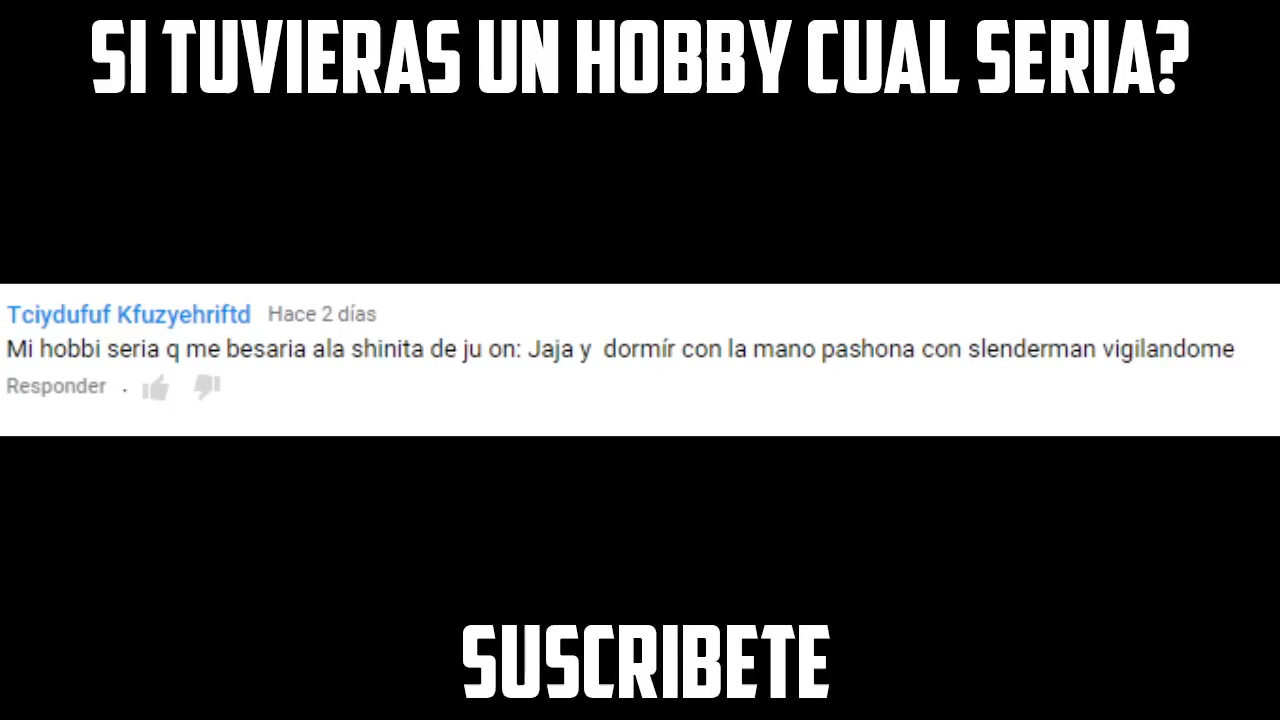 SI TUVIERAS UN HOBBY CUAL SERIA?
Tciydufuf Kfuzyehriftd Hace 2 días
Mi hobbi seria q me besaria ala shinita de ju on: Jaja y dormír con la mano pashona con slenderman vigilandome
Responder .
SUSCRIBETE